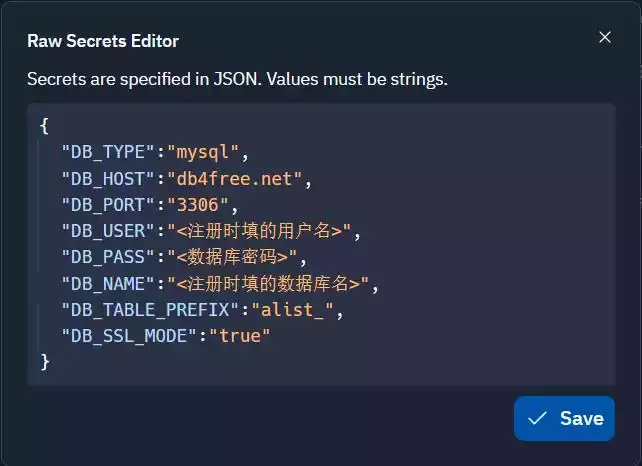 Raw Secrets Editor
Secrets are specified in JSON. Values must be strings.
{
"DB_TYPE":"mysql",
"DB_HOST":"db4free.net",
"DB_PORT":"3306",
"DB_USER":"<注册时填的用户名>",
"DB_PASS":"<数据库密码>",
"DB_NAME":"<注册时填的数据库名>",
"DB_TABLE_PREFIX":"alist_",
"DB_SSL_MODE":"true"
}
Save